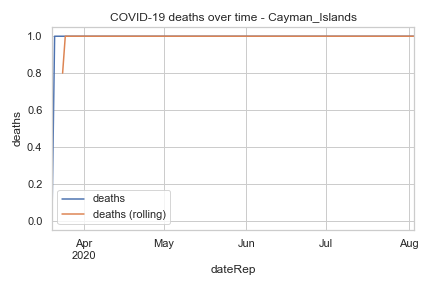 COVID-19 deaths over time - Cayman_Islands
deaths
1.0
0.8
0.6
0.4
0.2
0.0
deaths
deaths (rolling)
Apr
2020
May
Jun
Jul
Aug
dateRep